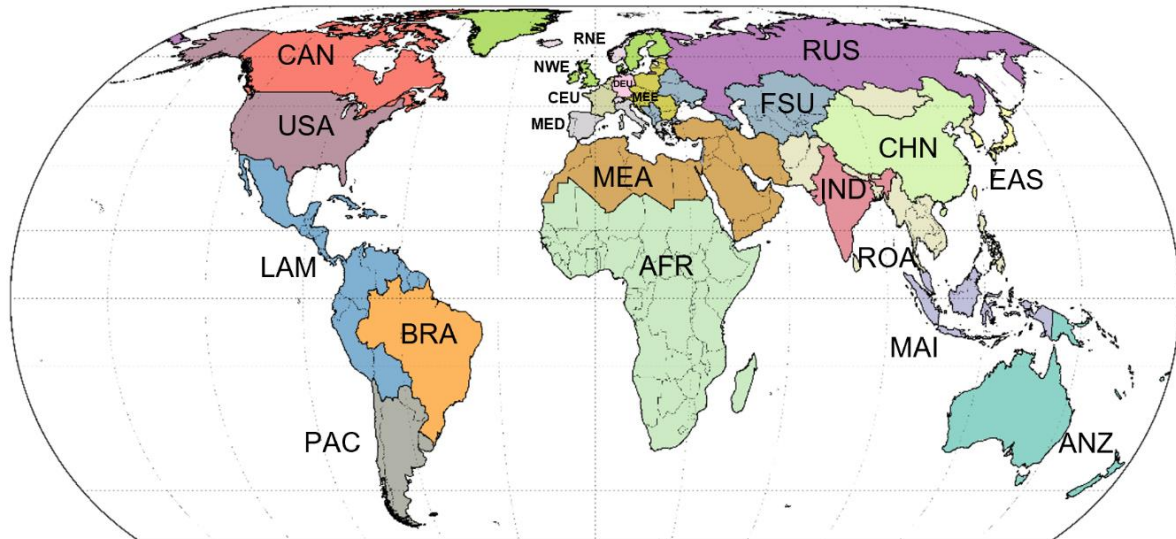 RNE
CAN
RUS
NWE
DEU
CEU
MEE
FSU
USA
MED
CHN
MEA
IND
EAS
LAM
AFR
ROA
BRA
MAI
PAC
ANZ